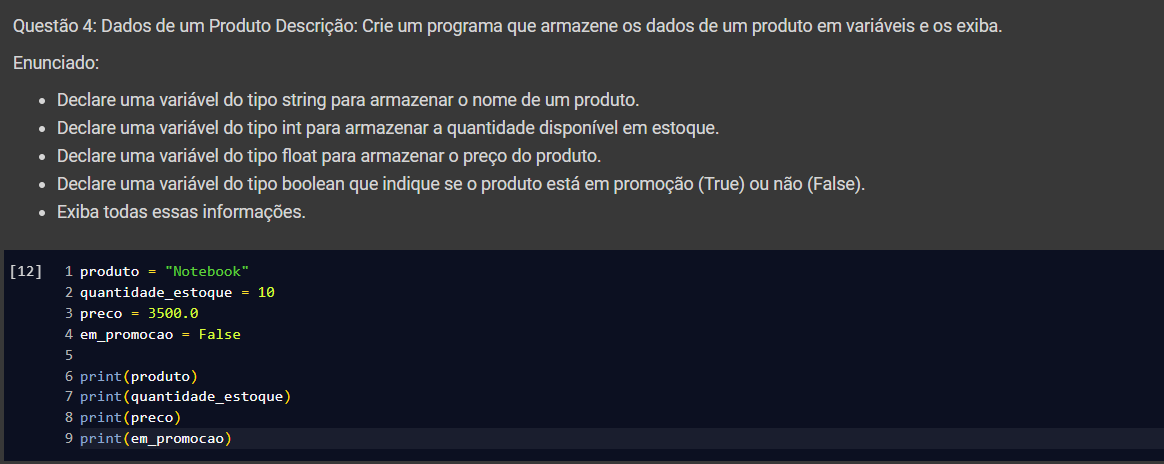 Questão 4: Dados de um Produto Descrição: Crie um programa que armazene os dados de um produto em variáveis e os exiba.
Enunciado:
• Declare uma variável do tipo string para armazenar o nome de um produto.
• Declare uma variável do tipo int para armazenar a quantidade disponível em estoque.
• Declare uma variável do tipo float para armazenar o preço do produto.
• Declare uma variável do tipo boolean que indique se o produto está em promoção (True) ou não (False).
• Exiba todas essas informações.
[12] 1 produto = "Notebook"
2 quantidade_estoque = 10
3 preco = 3500.0
4 em_promocao = False
5
6 print(produto)
7 print(quantidade_estoque)
8 print(preco)
9 print(em_promocao)